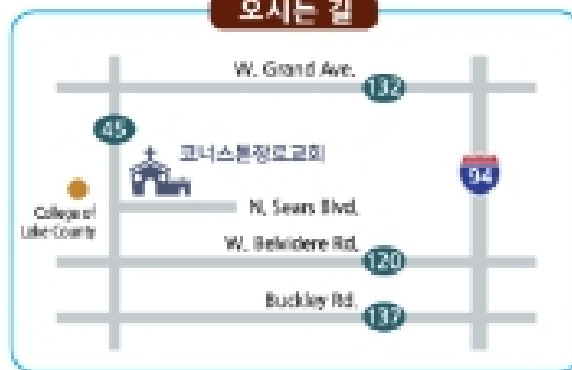 오시는 길
W. Grand Ave.
132
45
코너스톤장로교회
94
College of
Lake County
N. Sears Blvd.
W. Belvidere Rd.
120
Buckley Rd.
137